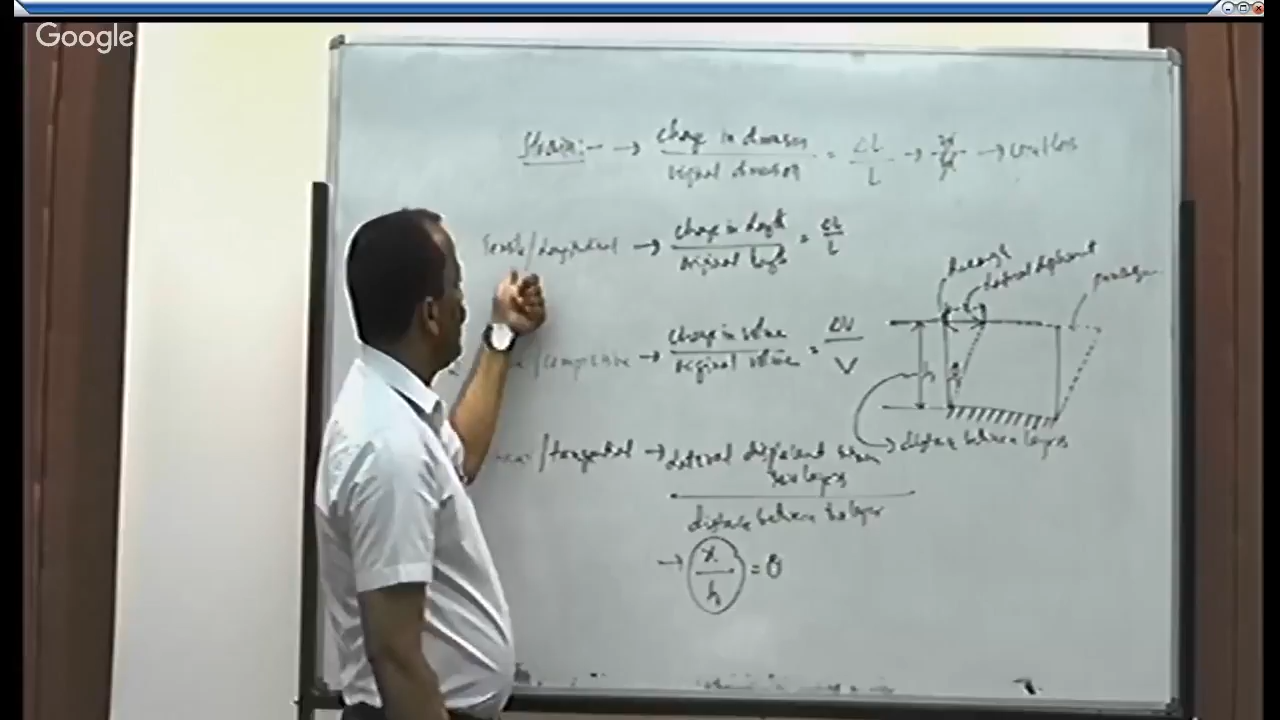 Google
Strain:- → change in dimension / original dimension = ΔL / L → → unitless
Tensile/longitudinal → change in length / original length = ΔL / L
/compressive → change in volume / original volume = ΔV / V
/tangential → lateral displacement between two layers / distance between two layer
→ x / h = θ
lateral displacement
h
θ
distance between layers